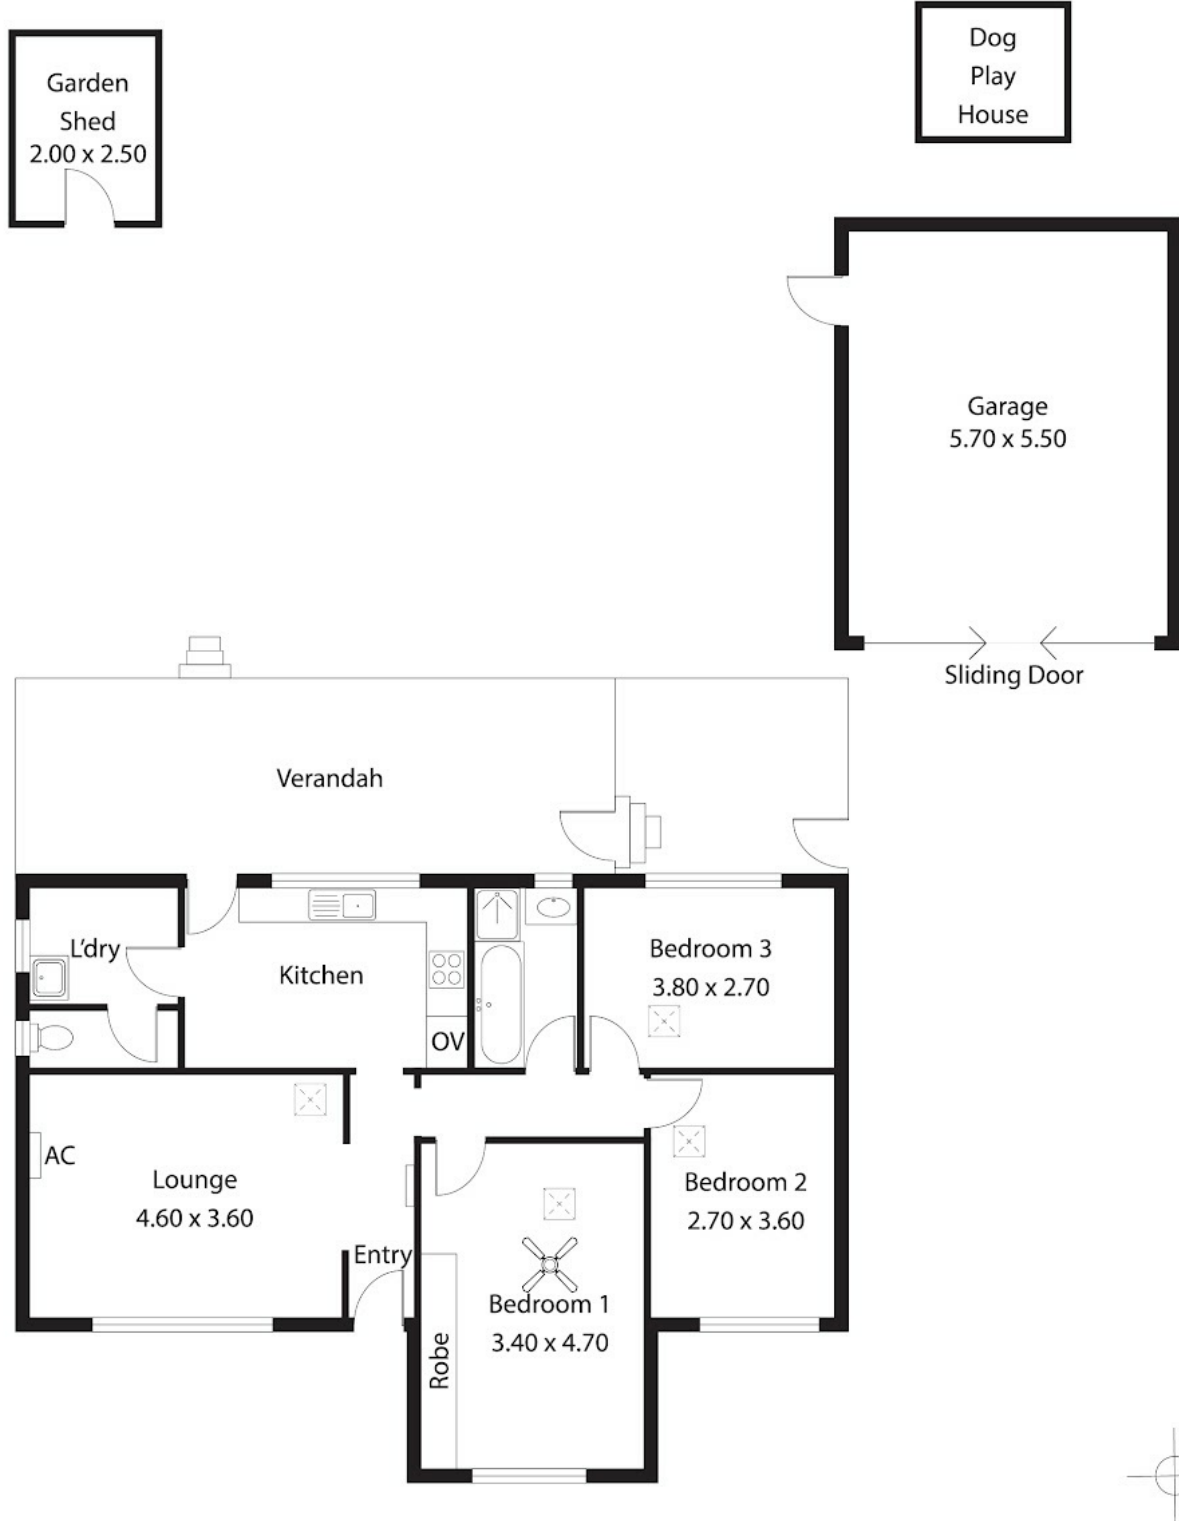 Garden
Shed
2.00 x 2.50
Dog
Play
House
Garage
5.70 x 5.50
Sliding Door
Verandah
L'dry
Kitchen
OV
Bedroom 3
3.80 x 2.70
AC
Lounge
4.60 x 3.60
Entry
Bedroom 2
2.70 x 3.60
Bedroom 1
3.40 x 4.70
Robe